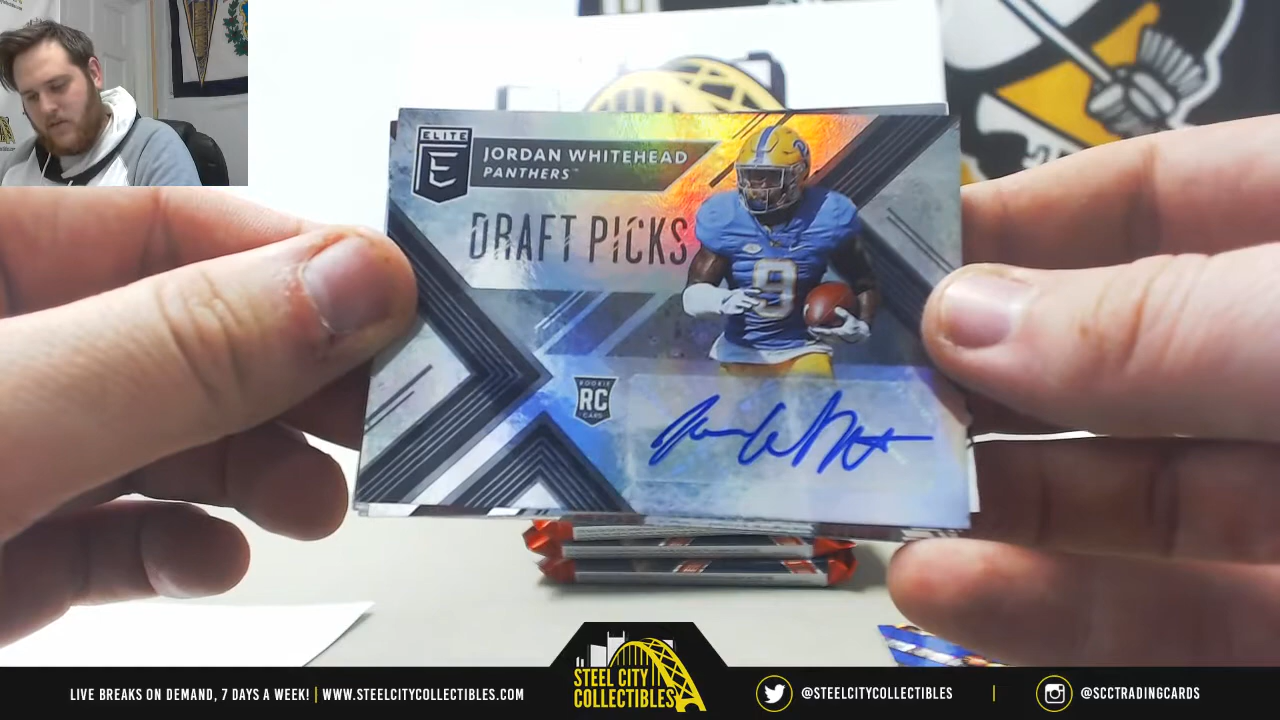 ELITE
E
JORDAN WHITEHEAD
PANTHERS™
DRAFT PICKS
9
ROOKIE
RC
CARD
LIVE BREAKS ON DEMAND, 7 DAYS A WEEK! | WWW.STEELCITYCOLLECTIBLES.COM
STEEL CITY
COLLECTIBLES
@STEELCITYCOLLECTIBLES | @SCCTRADINGCARDS